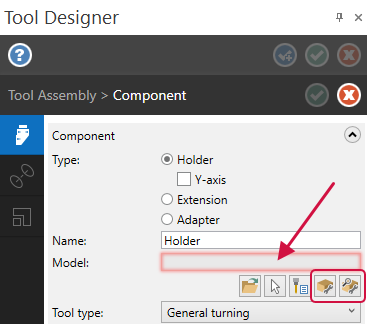 Tool Designer
?
Tool Assembly > Component
Component
Type:
Holder
Y-axis
Extension
Adapter
Name:
Holder
Model:
Tool type:
General turning